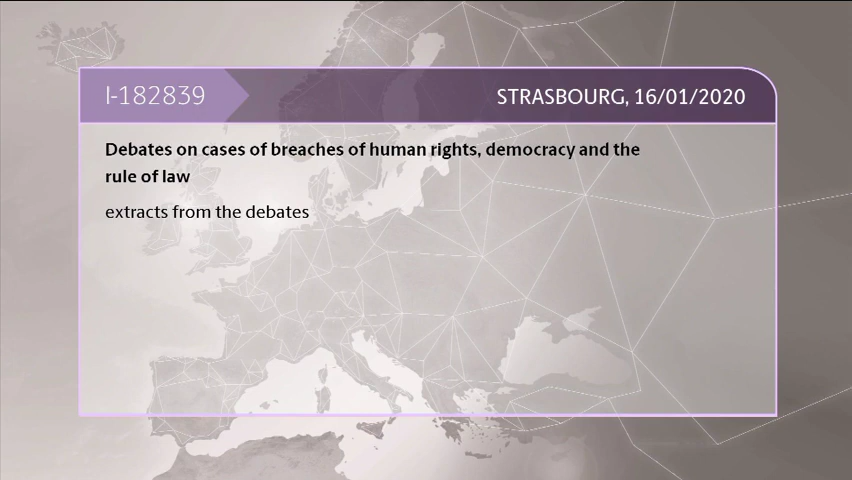 I-182839
STRASBOURG, 16/01/2020
Debates on cases of breaches of human rights, democracy and the
rule of law
extracts from the debates